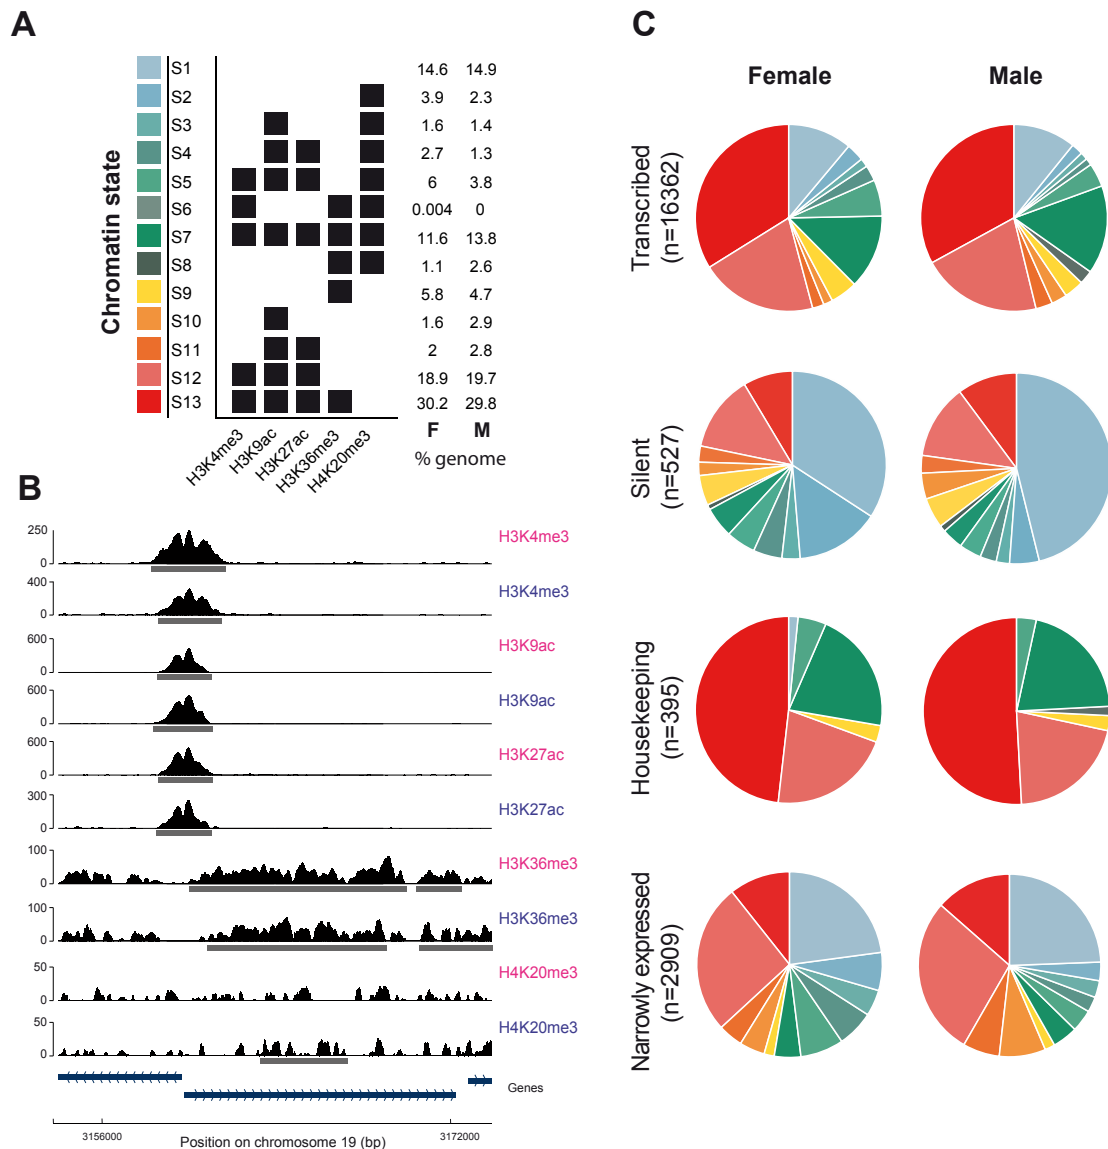 A
Chromatin state
S1 14.6 14.9
S2 3.9 2.3
S3 1.6 1.4
S4 2.7 1.3
S5 6 3.8
S6 0.004 0
S7 11.6 13.8
S8 1.1 2.6
S9 5.8 4.7
S10 1.6 2.9
S11 2 2.8
S12 18.9 19.7
S13 30.2 29.8
H3K4me3
H3K9ac
H3K27ac
H3K36me3
H4K20me3
F M
% genome
B
250
0
H3K4me3
400
0
H3K4me3
600
0
H3K9ac
600
0
H3K9ac
600
0
H3K27ac
300
0
H3K27ac
100
0
H3K36me3
100
0
H3K36me3
50
0
H4K20me3
50
0
H4K20me3
Genes
3156000 3172000
Position on chromosome 19 (bp)
C
Female Male
Transcribed
(n=16362)
Silent
(n=527)
Housekeeping
(n=395)
Narrowly expressed
(n=2909)